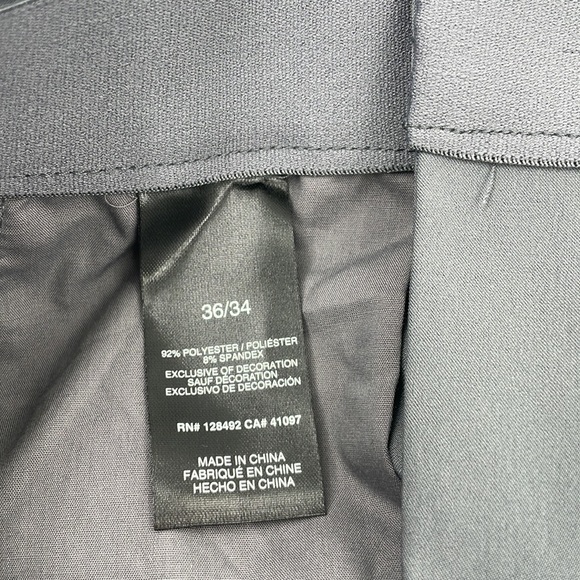 36/34
92% POLYESTER / POLIÉSTER
8% SPANDEX
EXCLUSIVE OF DECORATION
SAUF DÉCORATION
EXCLUSIVO DE DECORACIÓN
RN# 128492 CA# 41097
MADE IN CHINA
FABRIQUÉ EN CHINE
HECHO EN CHINA